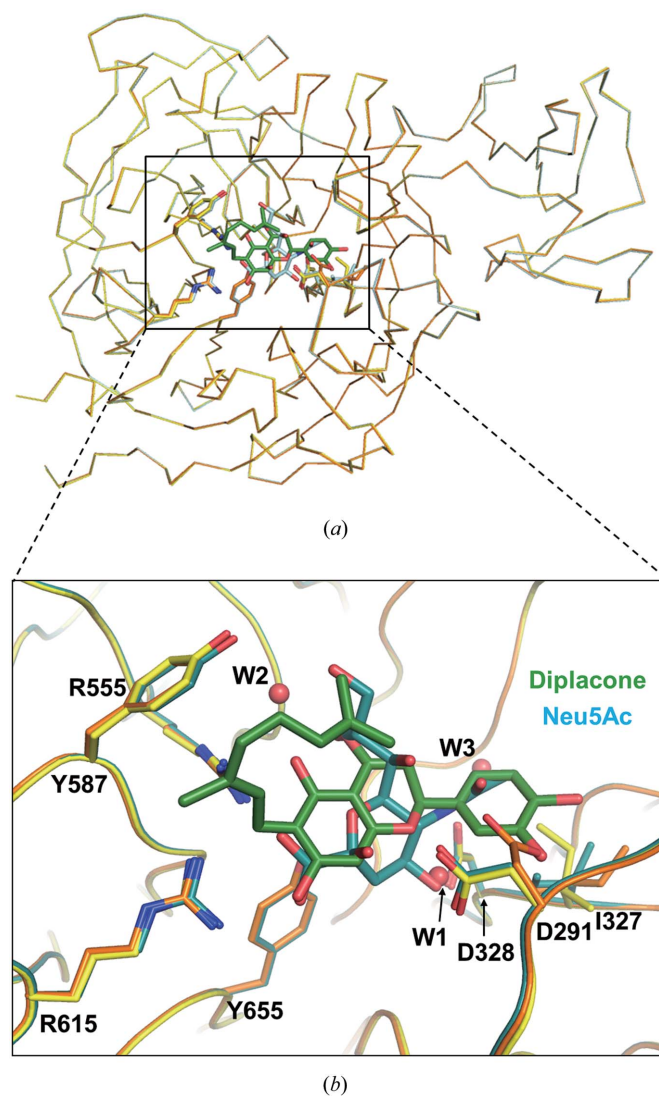 (a)
Diplacone
Neu5Ac
R555
W2
W3
Y587
W1
D328
D291
I327
R615
Y655
(b)